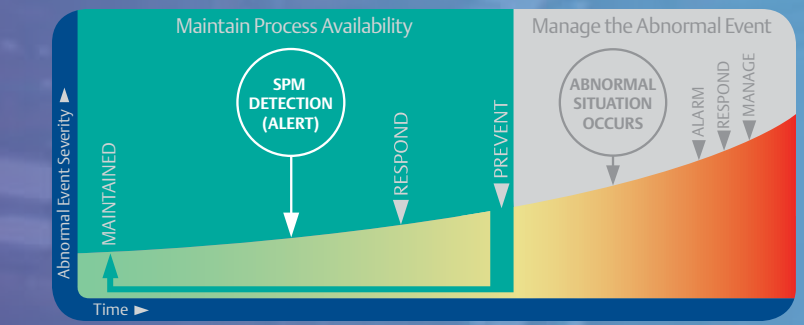 Maintain Process Availability
Manage the Abnormal Event
Abnormal Event Severity ►
MAINTAINED
SPM
DETECTION
(ALERT)
RESPOND
PREVENT
ABNORMAL
SITUATION
OCCURS
ALARM
RESPOND
MANAGE
Time ►